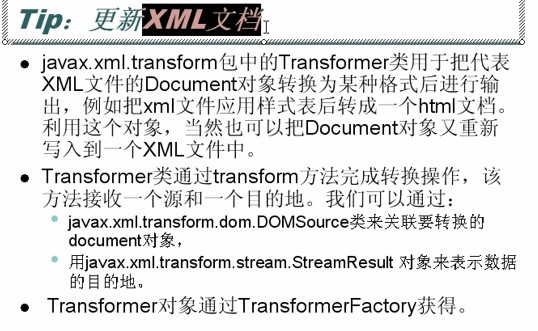 Tip：更新XML文档
javax.xml.transform包中的Transformer类用于把代表
XML文件的Document对象转换为某种格式后进行输
出，例如把xml文件应用样式表后转成一个html文档。
利用这个对象，当然也可以把Document对象又重新
写入到一个XML文件中。
Transformer类通过transform方法完成转换操作，该
方法接收一个源和一个目的地。我们可以通过：
javax.xml.transform.dom.DOMSource类来关联要转换的
document对象，
用javax.xml.transform.stream.StreamResult 对象来表示数据
的目的地。
Transformer对象通过TransformerFactory获得。